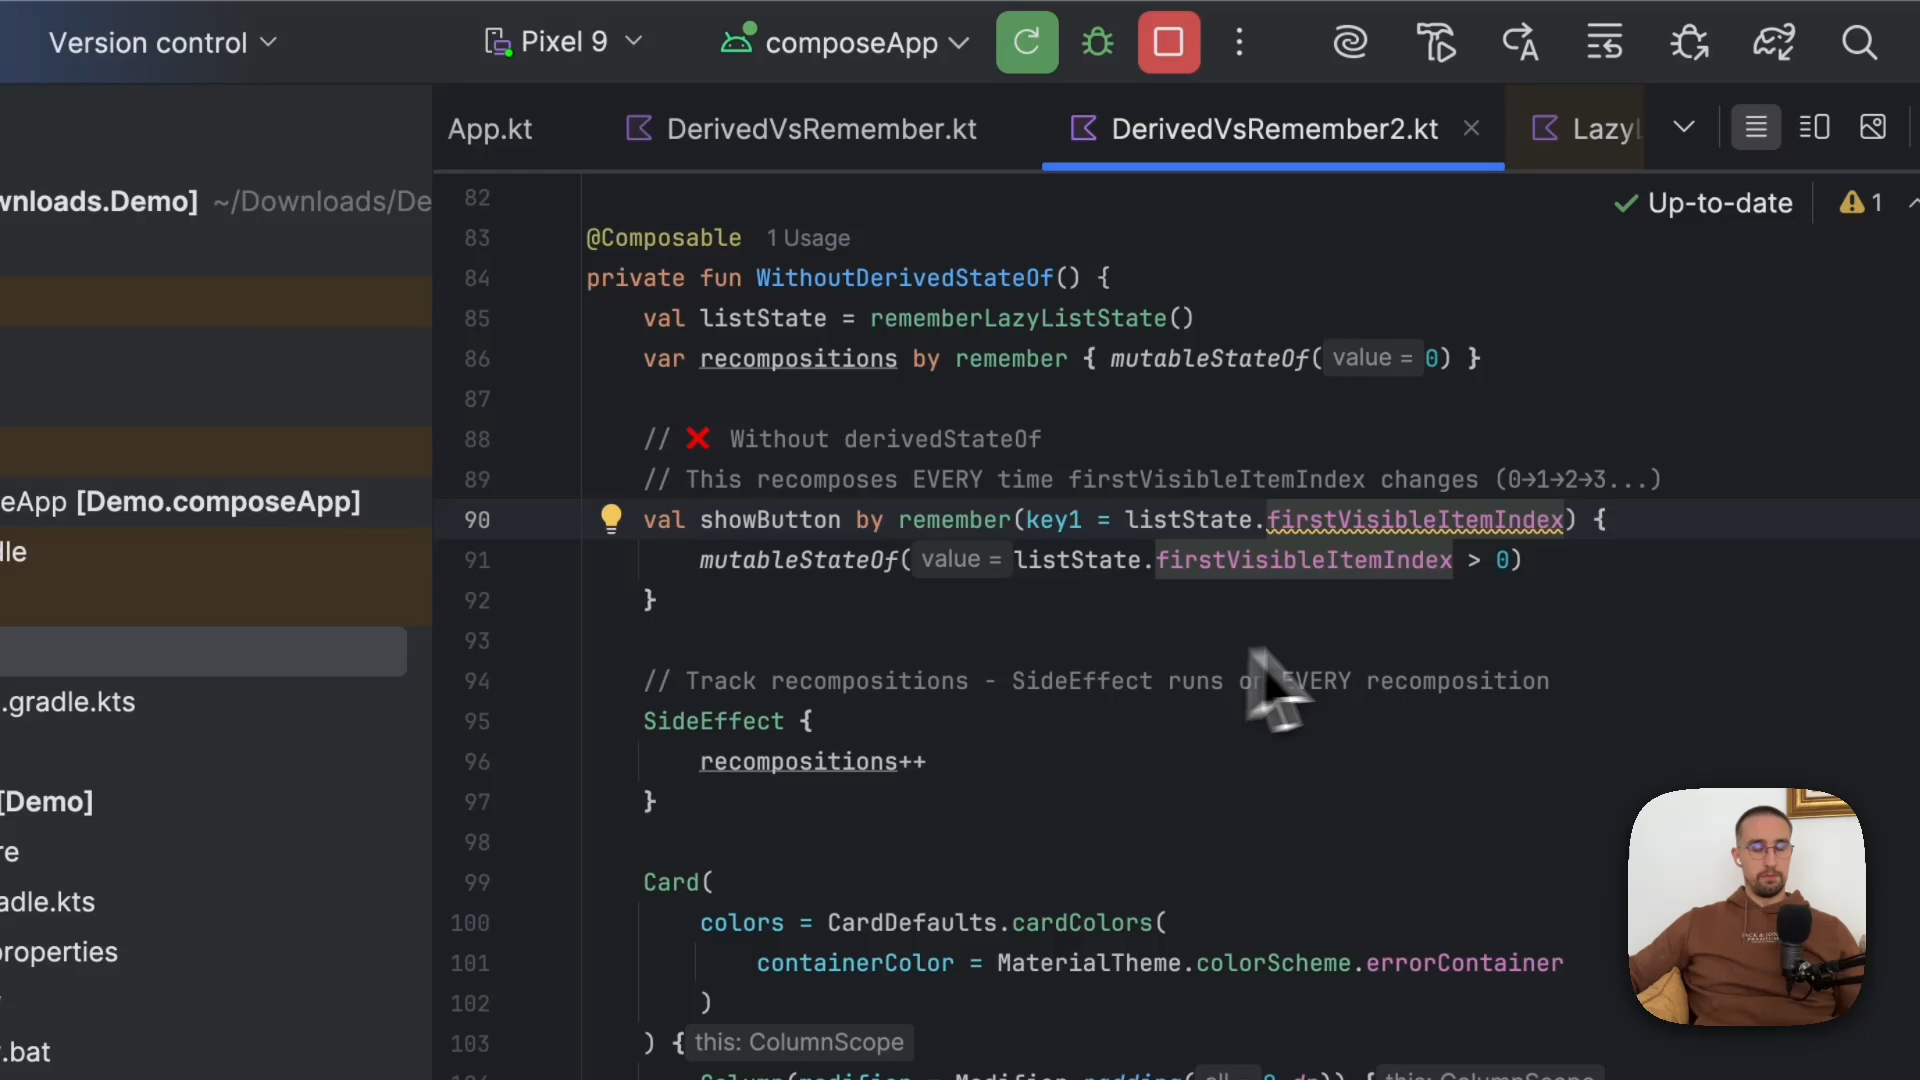 Version control
Pixel 9
composeApp
App.kt
DerivedVsRemember.kt
DerivedVsRemember2.kt
Lazy
wnloads.Demo] ~/Downloads/De
eApp [Demo.composeApp]
dle
.gradle.kts
[Demo]
re
adle.kts
properties
.bat
Up-to-date
1
82
83 @Composable 1 Usage
84 private fun WithoutDerivedStateOf() {
85 val listState = rememberLazyListState()
86 var recompositions by remember { mutableStateOf( value = 0) }
87
88 // ❌ Without derivedStateOf
89 // This recomposes EVERY time firstVisibleItemIndex changes (0→1→2→3...)
90 val showButton by remember(key1 = listState.firstVisibleItemIndex) {
91 mutableStateOf( value = listState.firstVisibleItemIndex > 0)
92 }
93
94 // Track recompositions - SideEffect runs on EVERY recomposition
95 SideEffect {
96 recompositions++
97 }
98
99 Card(
100 colors = CardDefaults.cardColors(
101 containerColor = MaterialTheme.colorScheme.errorContainer
102 )
103 ) { this: ColumnScope